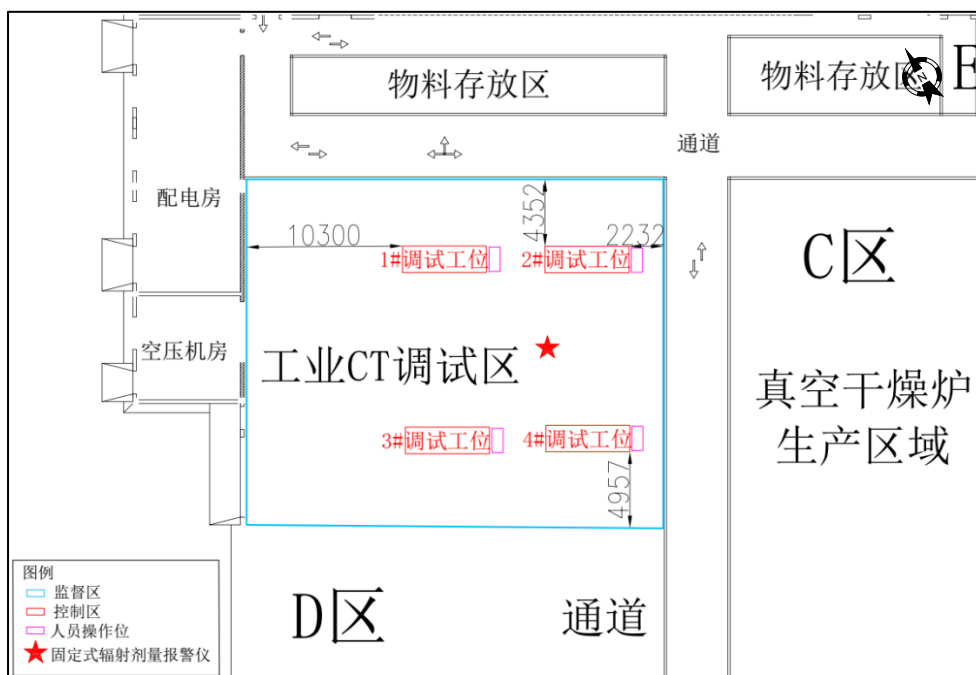 物料存放区
物料存放区
E
N
通道
配电房
4352
10300
2232
1#调试工位
2#调试工位
C区
空压机房
工业CT调试区
真空干燥炉
生产区域
3#调试工位
4#调试工位
4957
图例
监督区
控制区
人员操作位
固定式辐射剂量报警仪
D区
通道